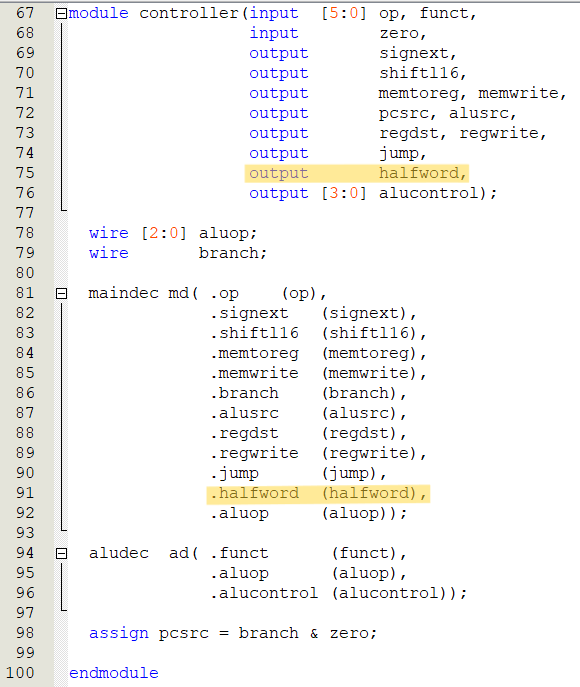 67 module controller(input  [5:0] op, funct,
68                   input        zero,
69                   output       signext,
70                   output       shiftl16,
71                   output       memtoreg, memwrite,
72                   output       pcsrc, alusrc,
73                   output       regdst, regwrite,
74                   output       jump,
75                   output       halfword,
76                   output [3:0] alucontrol);
77
78   wire [2:0] aluop;
79   wire       branch;
80
81   maindec md( .op    (op),
82               .signext   (signext),
83               .shiftl16  (shiftl16),
84               .memtoreg  (memtoreg),
85               .memwrite  (memwrite),
86               .branch    (branch),
87               .alusrc    (alusrc),
88               .regdst    (regdst),
89               .regwrite  (regwrite),
90               .jump      (jump),
91               .halfword  (halfword),
92               .aluop     (aluop));
93
94   aludec  ad( .funct      (funct),
95               .aluop      (aluop),
96               .alucontrol (alucontrol));
97
98   assign pcsrc = branch & zero;
99
100 endmodule